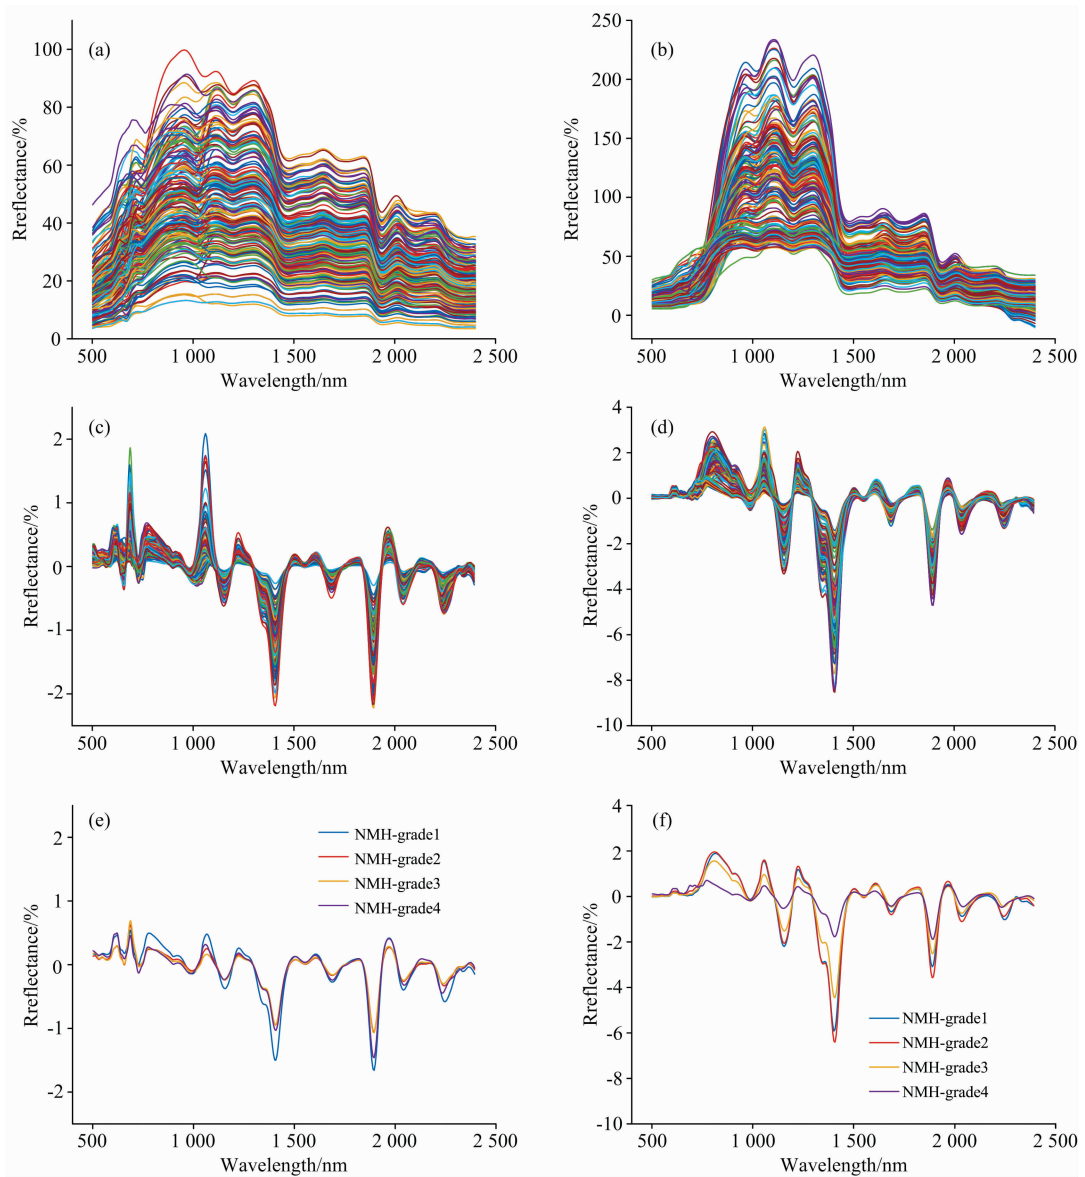 (a)
Rreflectance/%
100
80
60
40
20
0
500 1 000 1 500 2 000 2 500
Wavelength/nm
(b)
Rreflectance/%
250
200
150
100
50
0
500 1 000 1 500 2 000 2 500
Wavelength/nm
(c)
Rreflectance/%
2
1
0
-1
-2
500 1 000 1 500 2 000 2 500
Wavelength/nm
(d)
Rreflectance/%
4
2
0
-2
-4
-6
-8
-10
500 1 000 1 500 2 000 2 500
Wavelength/nm
(e)
Rreflectance/%
2
1
0
-1
-2
NMH-grade1
NMH-grade2
NMH-grade3
NMH-grade4
500 1 000 1 500 2 000 2 500
Wavelength/nm
(f)
Rreflectance/%
4
2
0
-2
-4
-6
-8
-10
NMH-grade1
NMH-grade2
NMH-grade3
NMH-grade4
500 1 000 1 500 2 000 2 500
Wavelength/nm